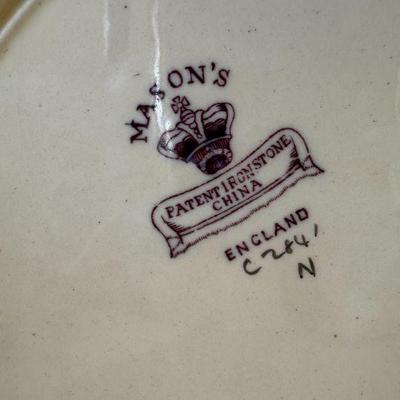 MASON'S
PATENT IRONSTONE
CHINA
ENGLAND
C2841
N